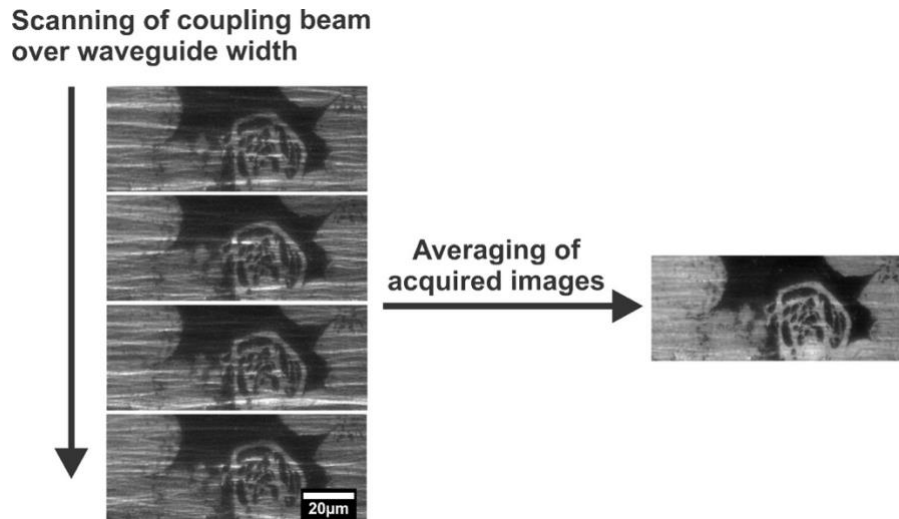 Scanning of coupling beam
over waveguide width
Averaging of
acquired images
20µm